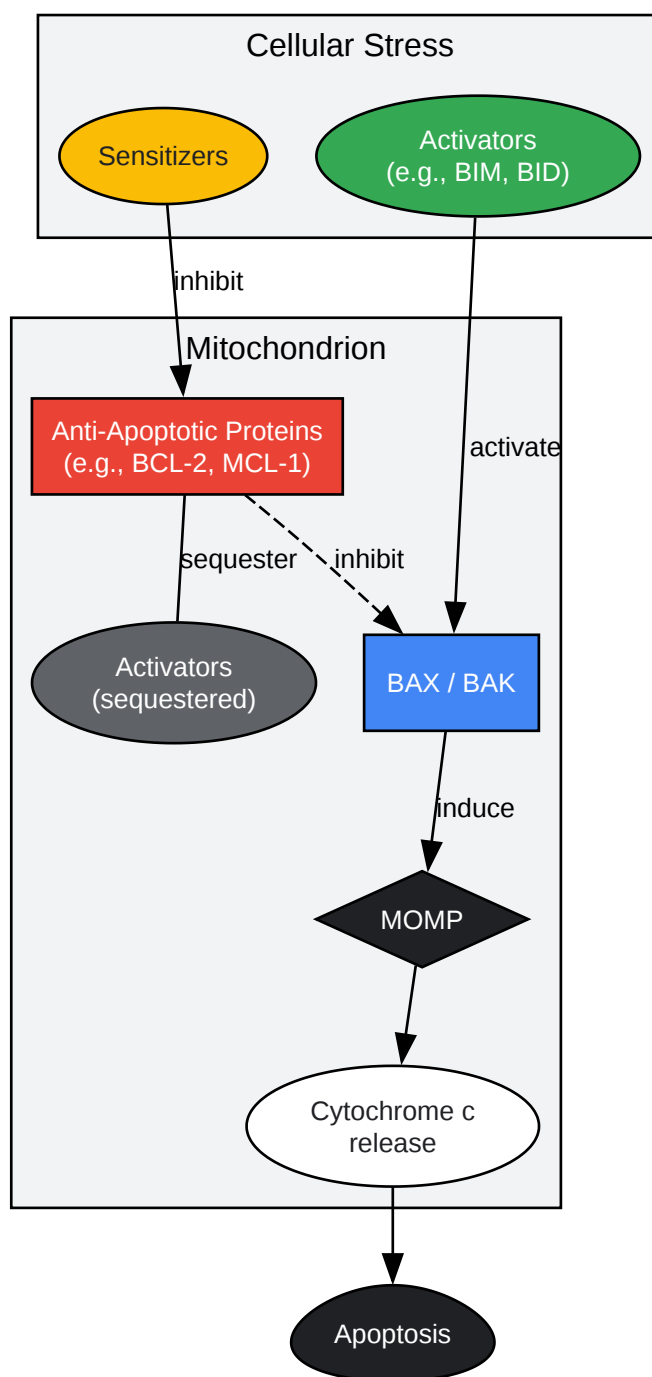 Cellular Stress
Sensitizers
Activators
(e.g., BIM, BID)
inhibit
Mitochondrion
Anti-Apoptotic Proteins
(e.g., BCL-2, MCL-1)
activate
sequester
inhibit
Activators
(sequestered)
BAX / BAK
induce
MOMP
Cytochrome c
release
Apoptosis